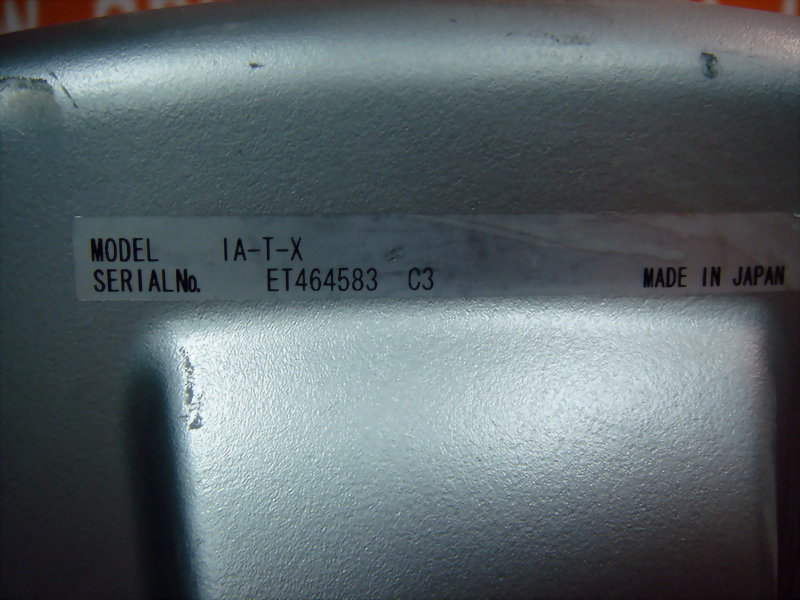 MODEL IA-T-X
SERIALNo. ET464583 C3 MADE IN JAPAN